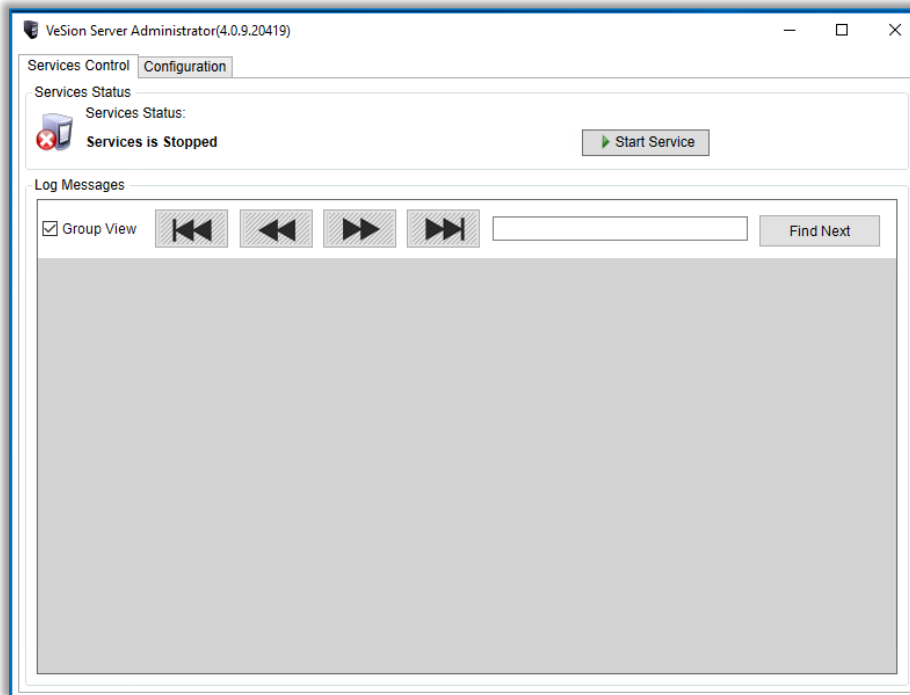 VeSion Server Administrator(4.0.9.20419)
Services Control Configuration
Services Status
Services Status:
Services is Stopped
Start Service
Log Messages
Group View
Find Next